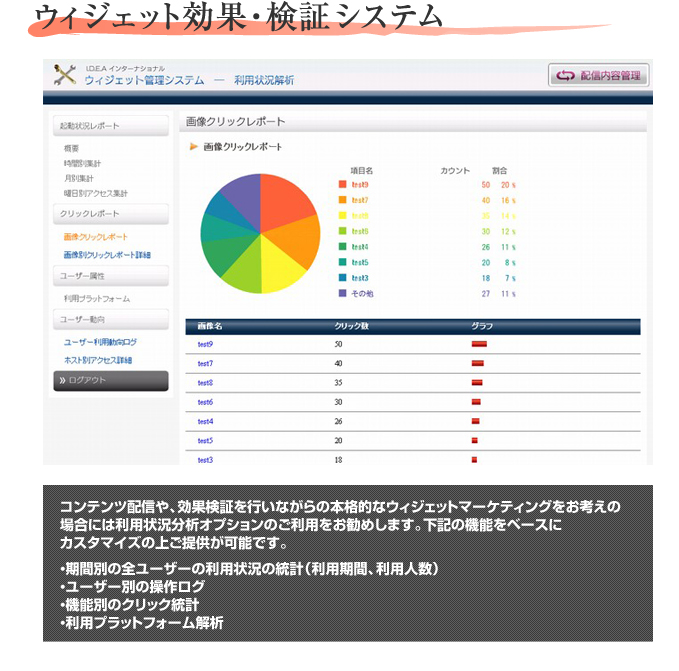 ウィジェット効果・検証システム
I.D.E.A インターナショナル
ウィジェット管理システム ― 利用状況解析
配信内容管理
起動状況レポート
概要
時間別集計
月別集計
曜日別アクセス集計
クリックレポート
画像クリックレポート
画像別クリックレポート詳細
ユーザー属性
利用プラットフォーム
ユーザー動向
ユーザー利用動向ログ
ホスト別アクセス詳細
» ログアウト
画像クリックレポート
画像クリックレポート
項目名 カウント 割合
test9 50 20 %
test7 40 16 %
test8 35 14 %
test6 30 12 %
test4 26 11 %
test5 20 8 %
test3 18 7 %
その他 27 11 %
画像名 クリック数 グラフ
test9 50
test7 40
test8 35
test6 30
test4 26
test5 20
test3 18
コンテンツ配信や、効果検証を行いながらの本格的なウィジェットマーケティングをお考えの
場合には利用状況分析オプションのご利用をお勧めします。下記の機能をベースに
カスタマイズの上ご提供が可能です。
・期間別の全ユーザーの利用状況の統計（利用期間、利用人数）
・ユーザー別の操作ログ
・機能別のクリック統計
・利用プラットフォーム解析